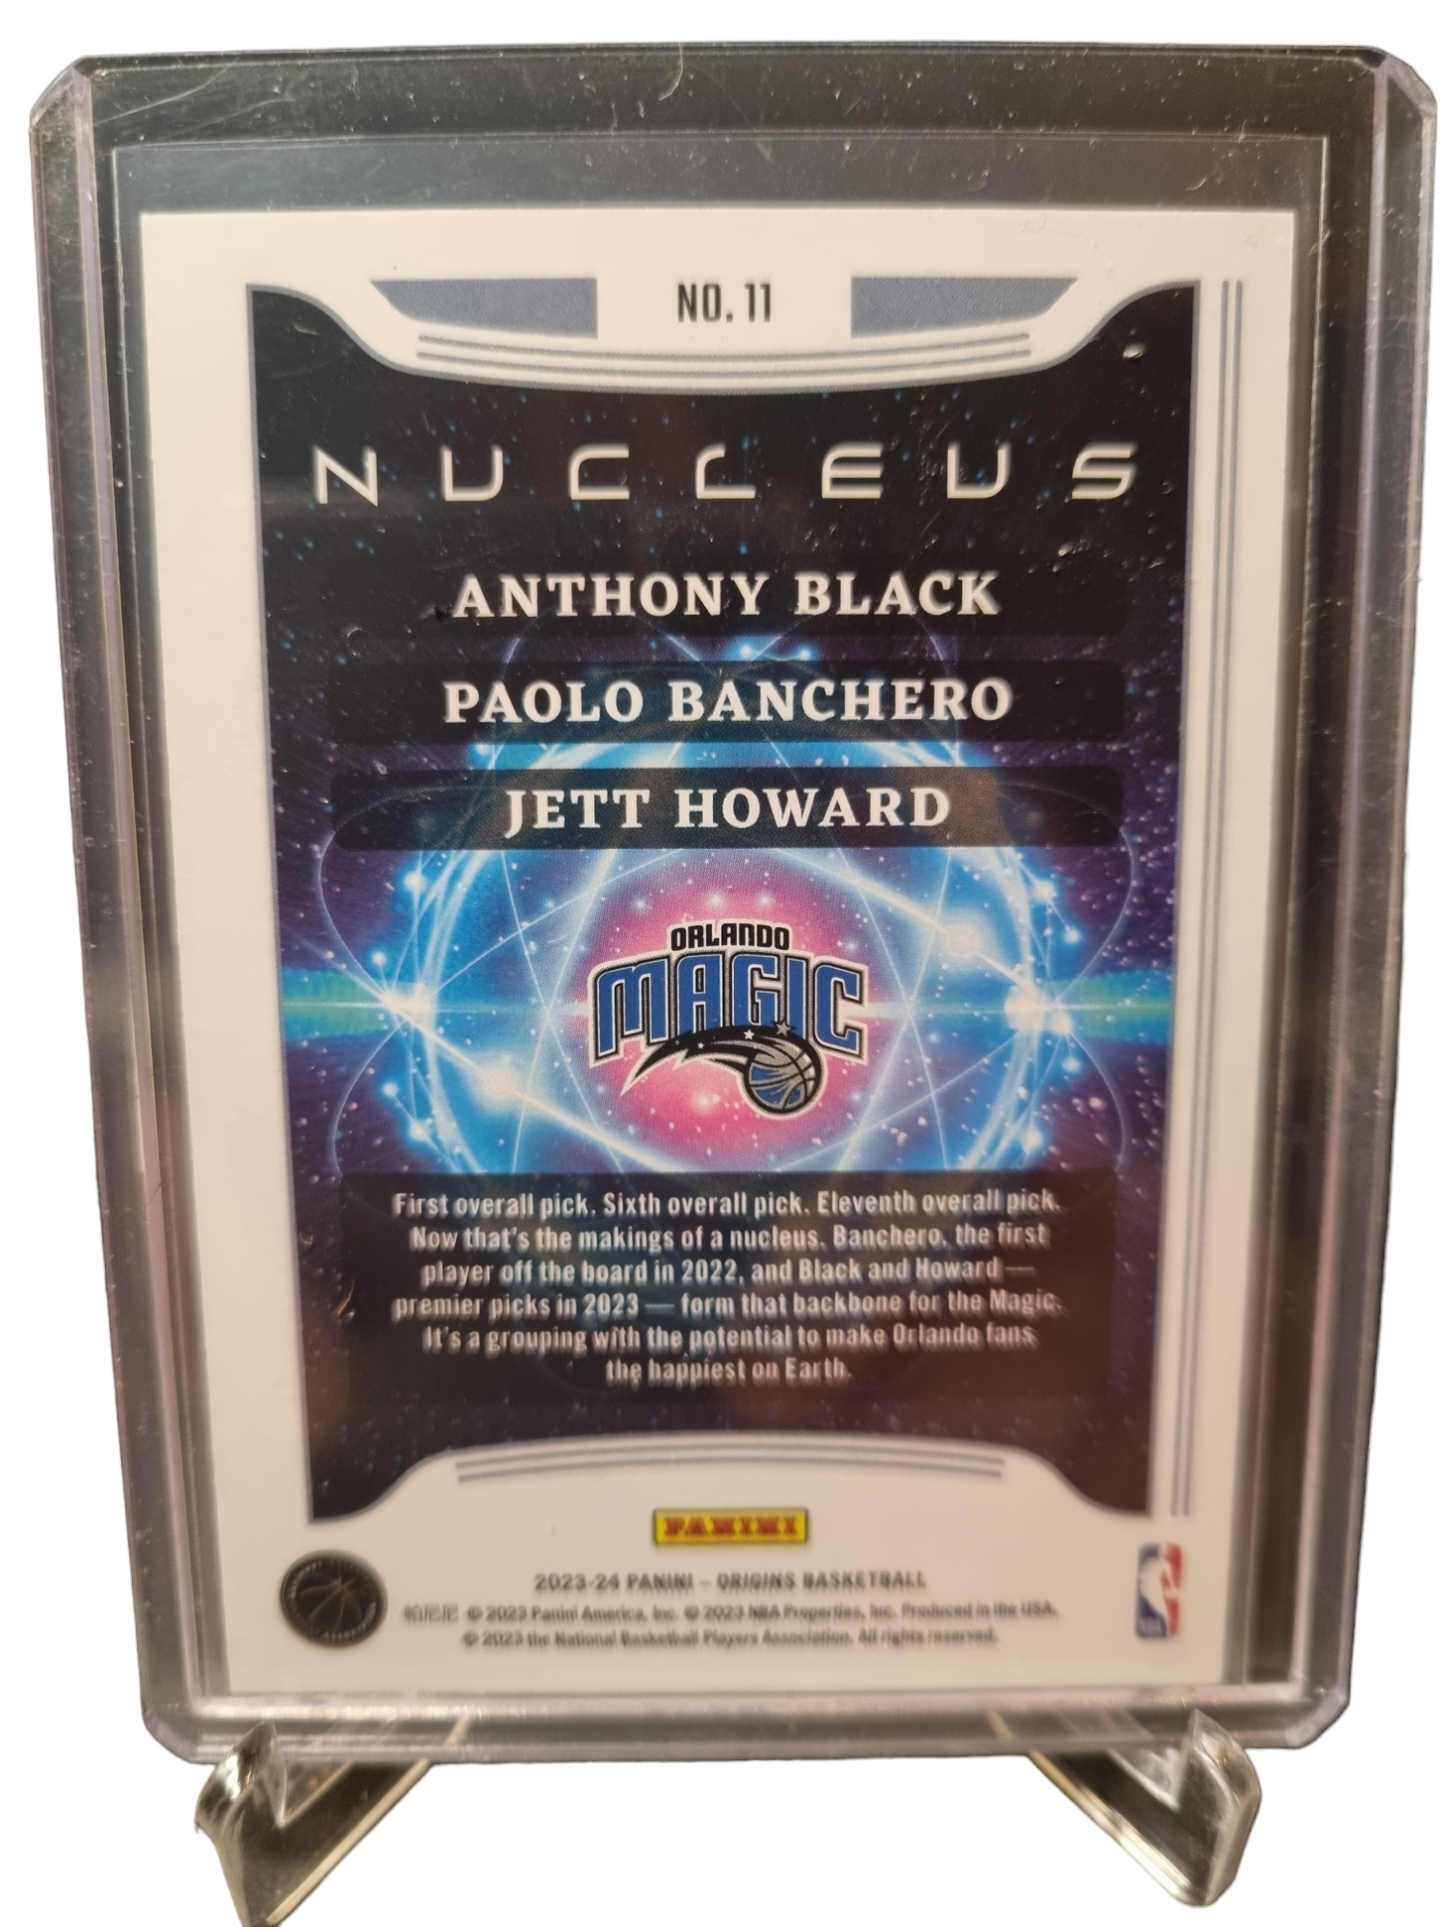 NO. 11
NUCLEUS
ANTHONY BLACK
PAOLO BANCHERO
JETT HOWARD
ORLANDO
MAGIC
First overall pick. Sixth overall pick. Eleventh overall pick.
Now that's the makings of a nucleus. Banchero, the first
player off the board in 2022, and Black and Howard —
premier picks in 2023 — form that backbone for the Magic.
It's a grouping with the potential to make Orlando fans
the happiest on Earth.
PANINI
2023-24 PANINI – ORIGINS BASKETBALL
© 2023 Panini America, Inc. © 2023 NBA Properties, Inc. Produced in the USA.
© 2023 the National Basketball Players Association. All rights reserved.
NBA